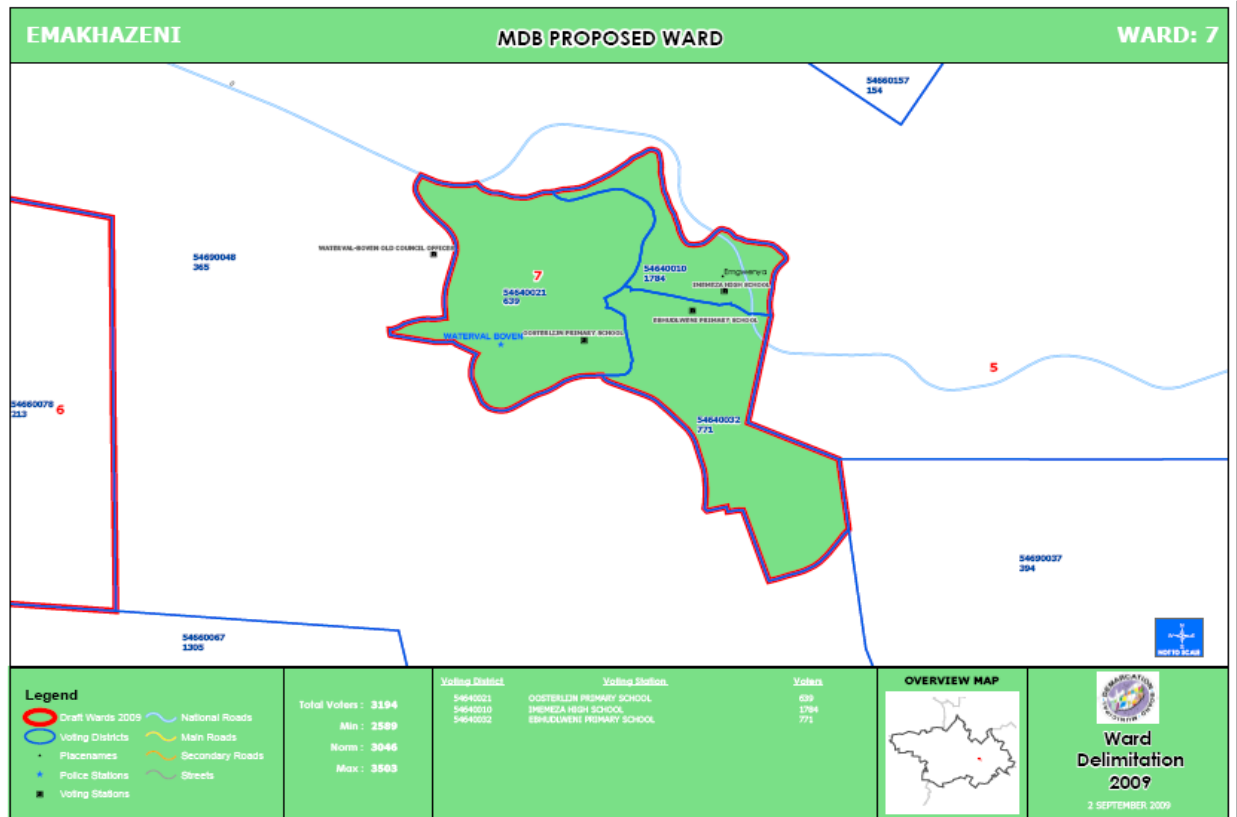 EMAKHAZENI
MDB PROPOSED WARD
WARD: 7
54660157
154
54690048
365
WATERVAL-BOVEN OLD COUNCIL OFFICES
7
54640021
639
54640010
1784
Emgwenya
IMEMEZA HIGH SCHOOL
EBHUDLWENI PRIMARY SCHOOL
WATERVAL BOVEN
OOSTERLIJN PRIMARY SCHOOL
5
54660078
213
6
54640032
771
54690037
394
54660067
1305
NOT TO SCALE
Legend
Draft Wards 2009
National Roads
Voting Districts
Main Roads
Placenames
Secondary Roads
Police Stations
Streets
Voting Stations
Total Voters : 3194
Min : 2589
Norm : 3046
Max : 3503
Voting District Voting Station Voters
54640021 OOSTERLIJN PRIMARY SCHOOL 639
54640010 IMEMEZA HIGH SCHOOL 1784
54640032 EBHUDLWENI PRIMARY SCHOOL 771
OVERVIEW MAP
Ward
Delimitation
2009
2 SEPTEMBER 2009